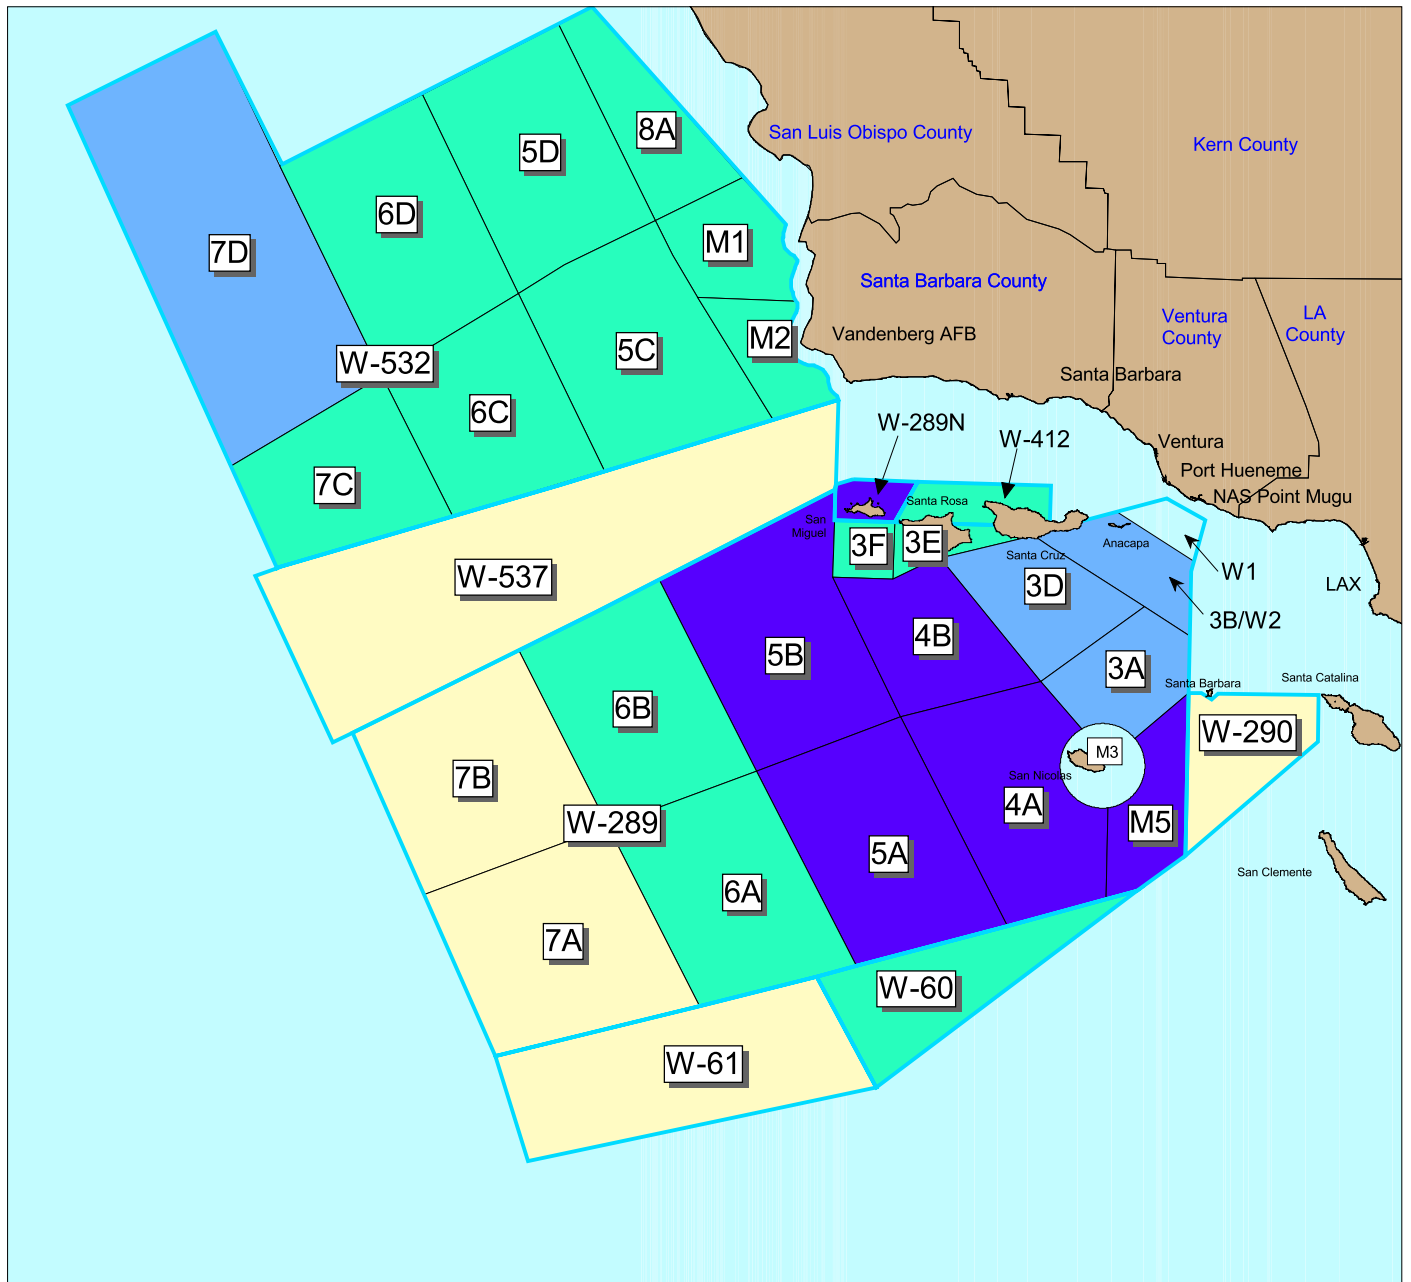 8A
San Luis Obispo County
Kern County
5D
6D
M1
7D
Santa Barbara County
Ventura
County
LA
County
M2
Vandenberg AFB
5C
W-532
Santa Barbara
6C
W-289N
W-412
Ventura
Port Hueneme
7C
NAS Point Mugu
Santa Rosa
San
Miguel
3F
3E
Santa Cruz
Anacapa
W-537
W1
LAX
3D
3B/W2
4B
5B
3A
Santa Barbara
Santa Catalina
6B
W-290
M3
7B
San Nicolas
4A
W-289
M5
5A
San Clemente
6A
7A
W-60
W-61